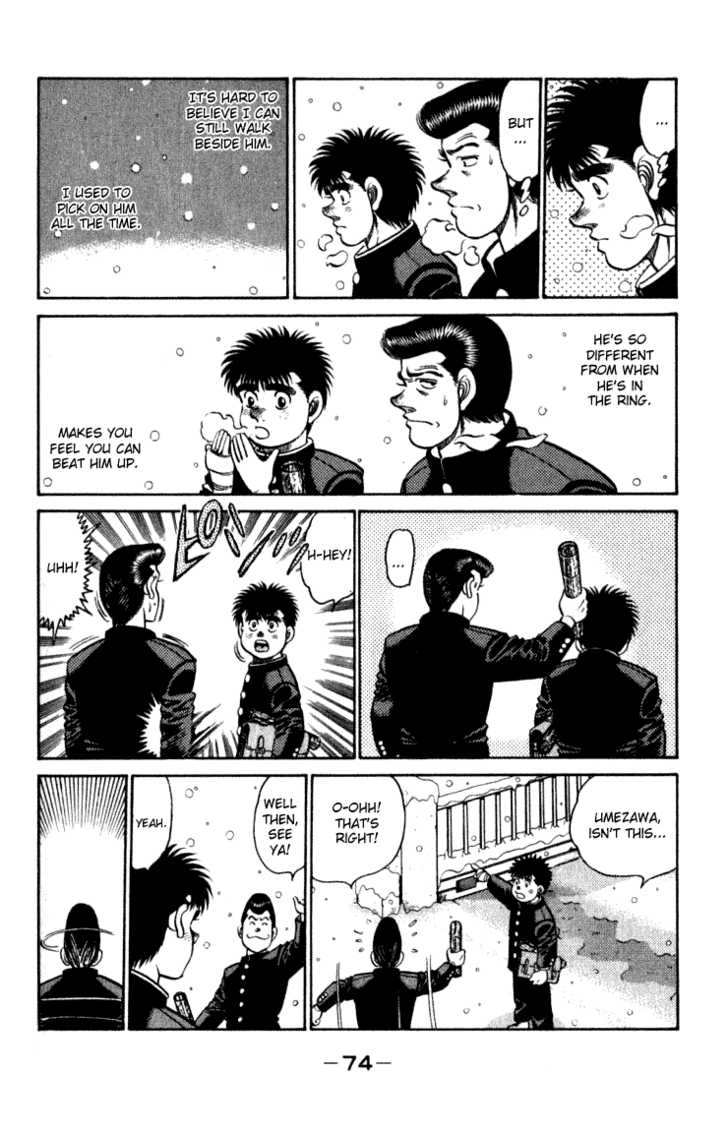 ...
BUT
...
IT'S HARD TO
BELIEVE I CAN
STILL WALK
BESIDE HIM.
I USED TO
PICK ON HIM
ALL THE TIME.
HE'S SO
DIFFERENT
FROM WHEN
HE'S IN
THE RING.
MAKES YOU
FEEL YOU CAN
BEAT HIM UP.
...
H-HEY!
UHH!
UMEZAWA,
ISN'T THIS...
O-OHH!
THAT'S
RIGHT!
WELL
THEN,
SEE
YA!
YEAH.
—74—